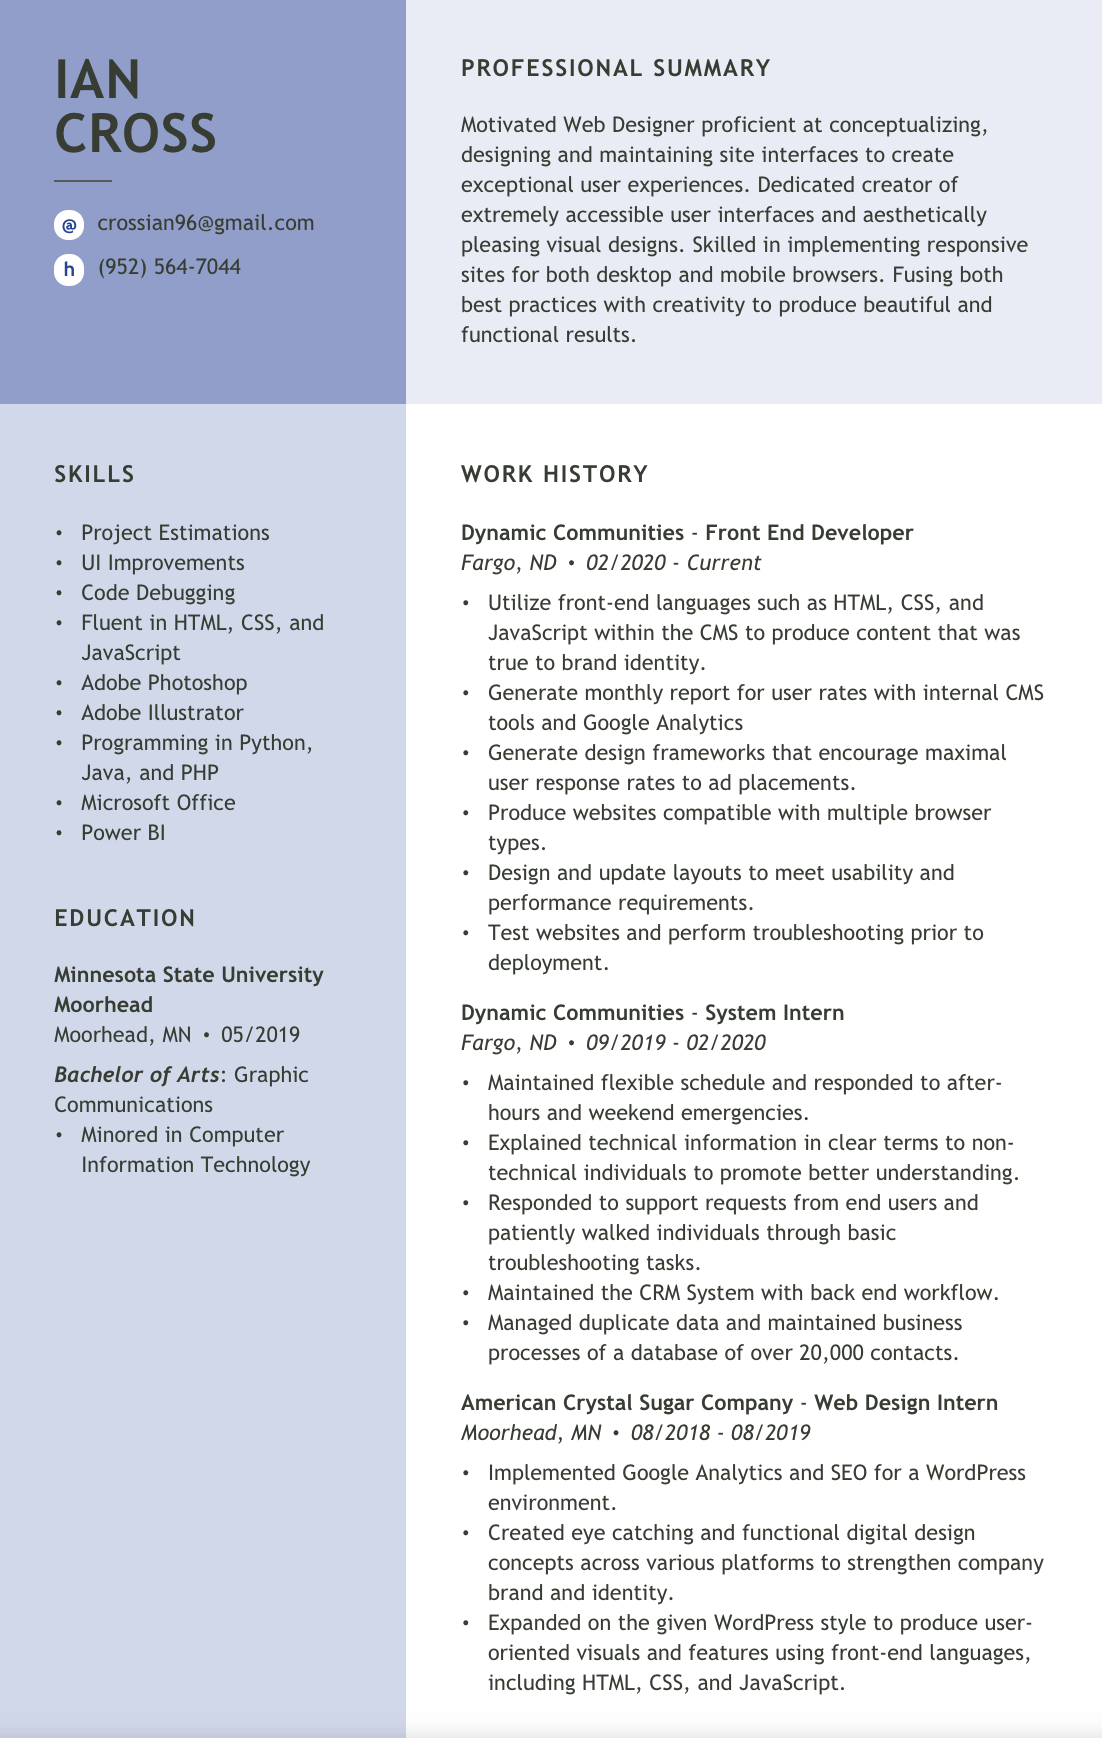 IAN
CROSS
@ crossian96@gmail.com
h (952) 564-7044
PROFESSIONAL SUMMARY
Motivated Web Designer proficient at conceptualizing,
designing and maintaining site interfaces to create
exceptional user experiences. Dedicated creator of
extremely accessible user interfaces and aesthetically
pleasing visual designs. Skilled in implementing responsive
sites for both desktop and mobile browsers. Fusing both
best practices with creativity to produce beautiful and
functional results.
SKILLS
• Project Estimations
• UI Improvements
• Code Debugging
• Fluent in HTML, CSS, and
JavaScript
• Adobe Photoshop
• Adobe Illustrator
• Programming in Python,
Java, and PHP
• Microsoft Office
• Power BI
EDUCATION
Minnesota State University
Moorhead
Moorhead, MN • 05/2019
Bachelor of Arts: Graphic
Communications
• Minored in Computer
Information Technology
WORK HISTORY
Dynamic Communities - Front End Developer
Fargo, ND • 02/2020 - Current
• Utilize front-end languages such as HTML, CSS, and
JavaScript within the CMS to produce content that was
true to brand identity.
• Generate monthly report for user rates with internal CMS
tools and Google Analytics
• Generate design frameworks that encourage maximal
user response rates to ad placements.
• Produce websites compatible with multiple browser
types.
• Design and update layouts to meet usability and
performance requirements.
• Test websites and perform troubleshooting prior to
deployment.
Dynamic Communities - System Intern
Fargo, ND • 09/2019 - 02/2020
• Maintained flexible schedule and responded to after-
hours and weekend emergencies.
• Explained technical information in clear terms to non-
technical individuals to promote better understanding.
• Responded to support requests from end users and
patiently walked individuals through basic
troubleshooting tasks.
• Maintained the CRM System with back end workflow.
• Managed duplicate data and maintained business
processes of a database of over 20,000 contacts.
American Crystal Sugar Company - Web Design Intern
Moorhead, MN • 08/2018 - 08/2019
• Implemented Google Analytics and SEO for a WordPress
environment.
• Created eye catching and functional digital design
concepts across various platforms to strengthen company
brand and identity.
• Expanded on the given WordPress style to produce user-
oriented visuals and features using front-end languages,
including HTML, CSS, and JavaScript.